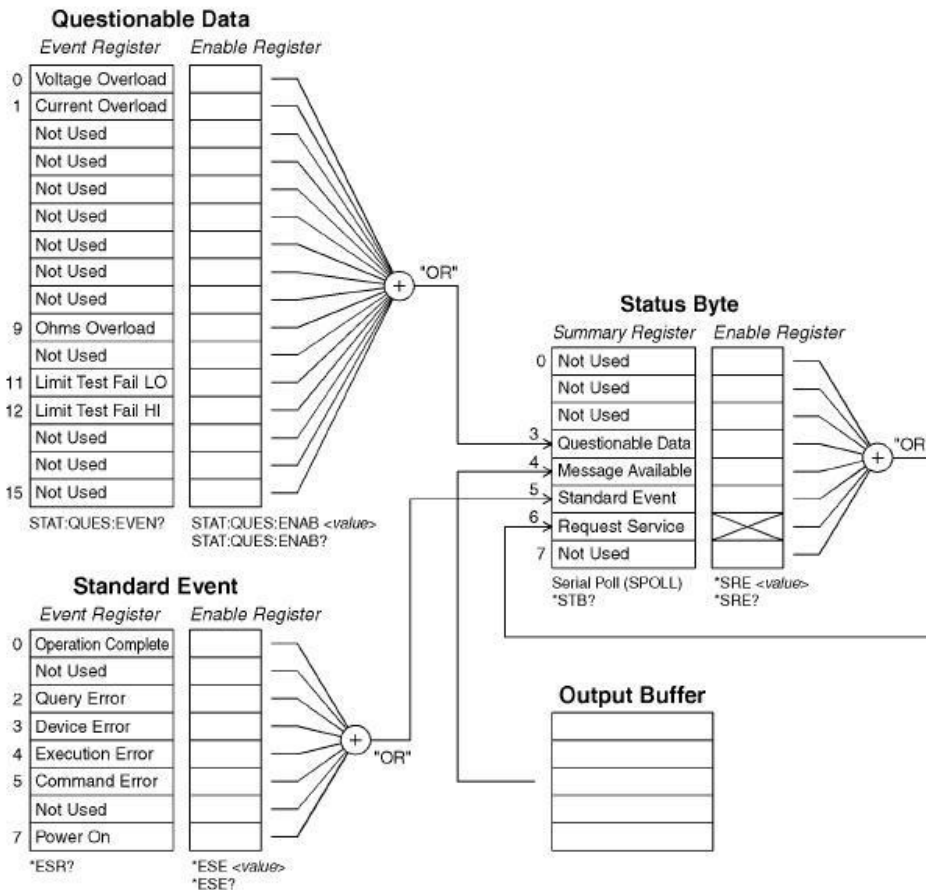 Questionable Data
Event Register Enable Register
0 Voltage Overload
1 Current Overload
Not Used
Not Used
Not Used
Not Used
Not Used
Not Used
Not Used
9 Ohms Overload
Not Used
11 Limit Test Fail LO
12 Limit Test Fail HI
Not Used
Not Used
15 Not Used
STAT:QUES:EVEN? STAT:QUES:ENAB <value>
STAT:QUES:ENAB?
+ "OR"
Status Byte
Summary Register Enable Register
0 Not Used
Not Used
Not Used
3 Questionable Data
4 Message Available
5 Standard Event
6 Request Service
7 Not Used
Serial Poll (SPOLL) *SRE <value>
*STB? *SRE?
+ "OR
Standard Event
Event Register Enable Register
0 Operation Complete
Not Used
2 Query Error
3 Device Error
4 Execution Error
5 Command Error
Not Used
7 Power On
*ESR? *ESE <value>
*ESE?
+ "OR"
Output Buffer